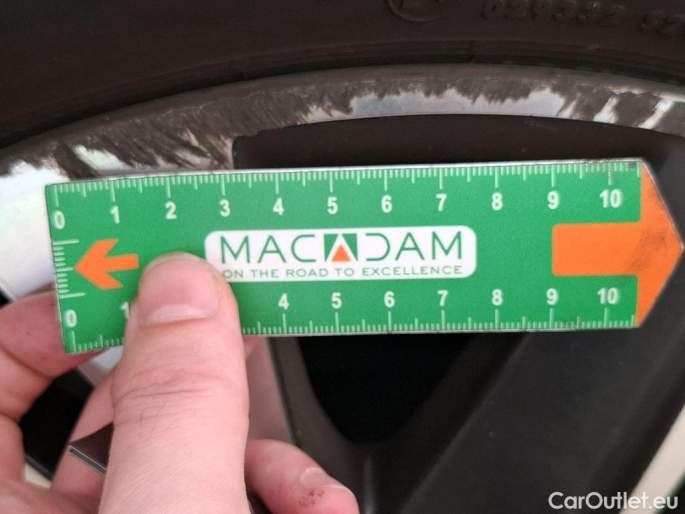 0 1 2 3 4 5 6 7 8 9 10
MACADAM
ON THE ROAD TO EXCELLENCE
0 1 4 5 6 7 8 9 10
CarOutlet.eu